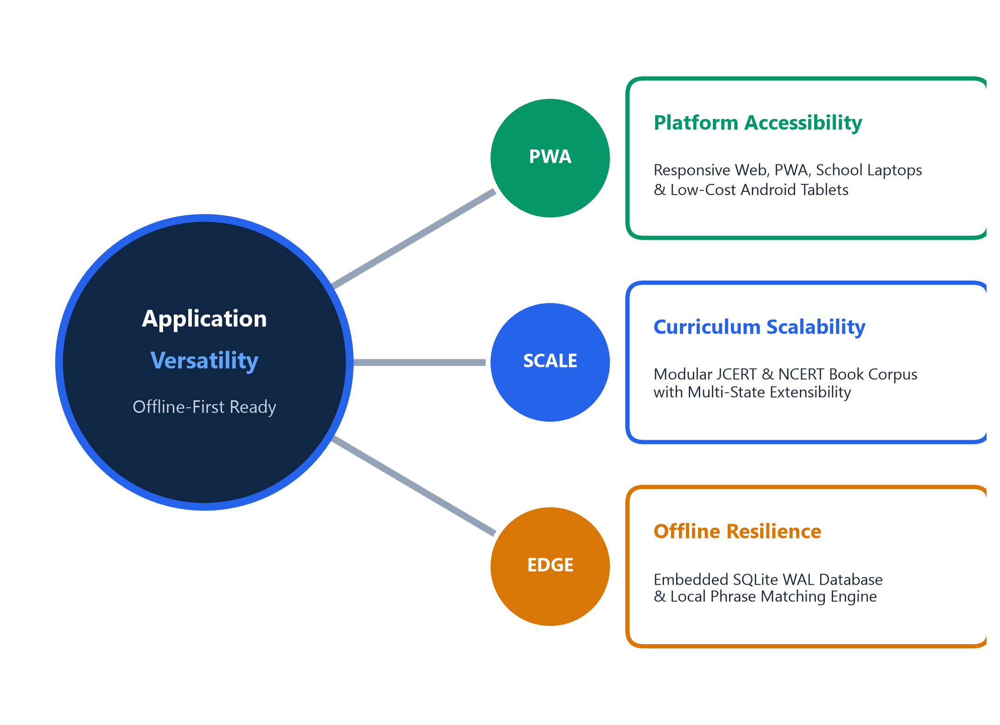 Application
Versatility
Offline-First Ready
PWA
Platform Accessibility
Responsive Web, PWA, School Laptops
& Low-Cost Android Tablets
SCALE
Curriculum Scalability
Modular JCERT & NCERT Book Corpus
with Multi-State Extensibility
EDGE
Offline Resilience
Embedded SQLite WAL Database
& Local Phrase Matching Engine